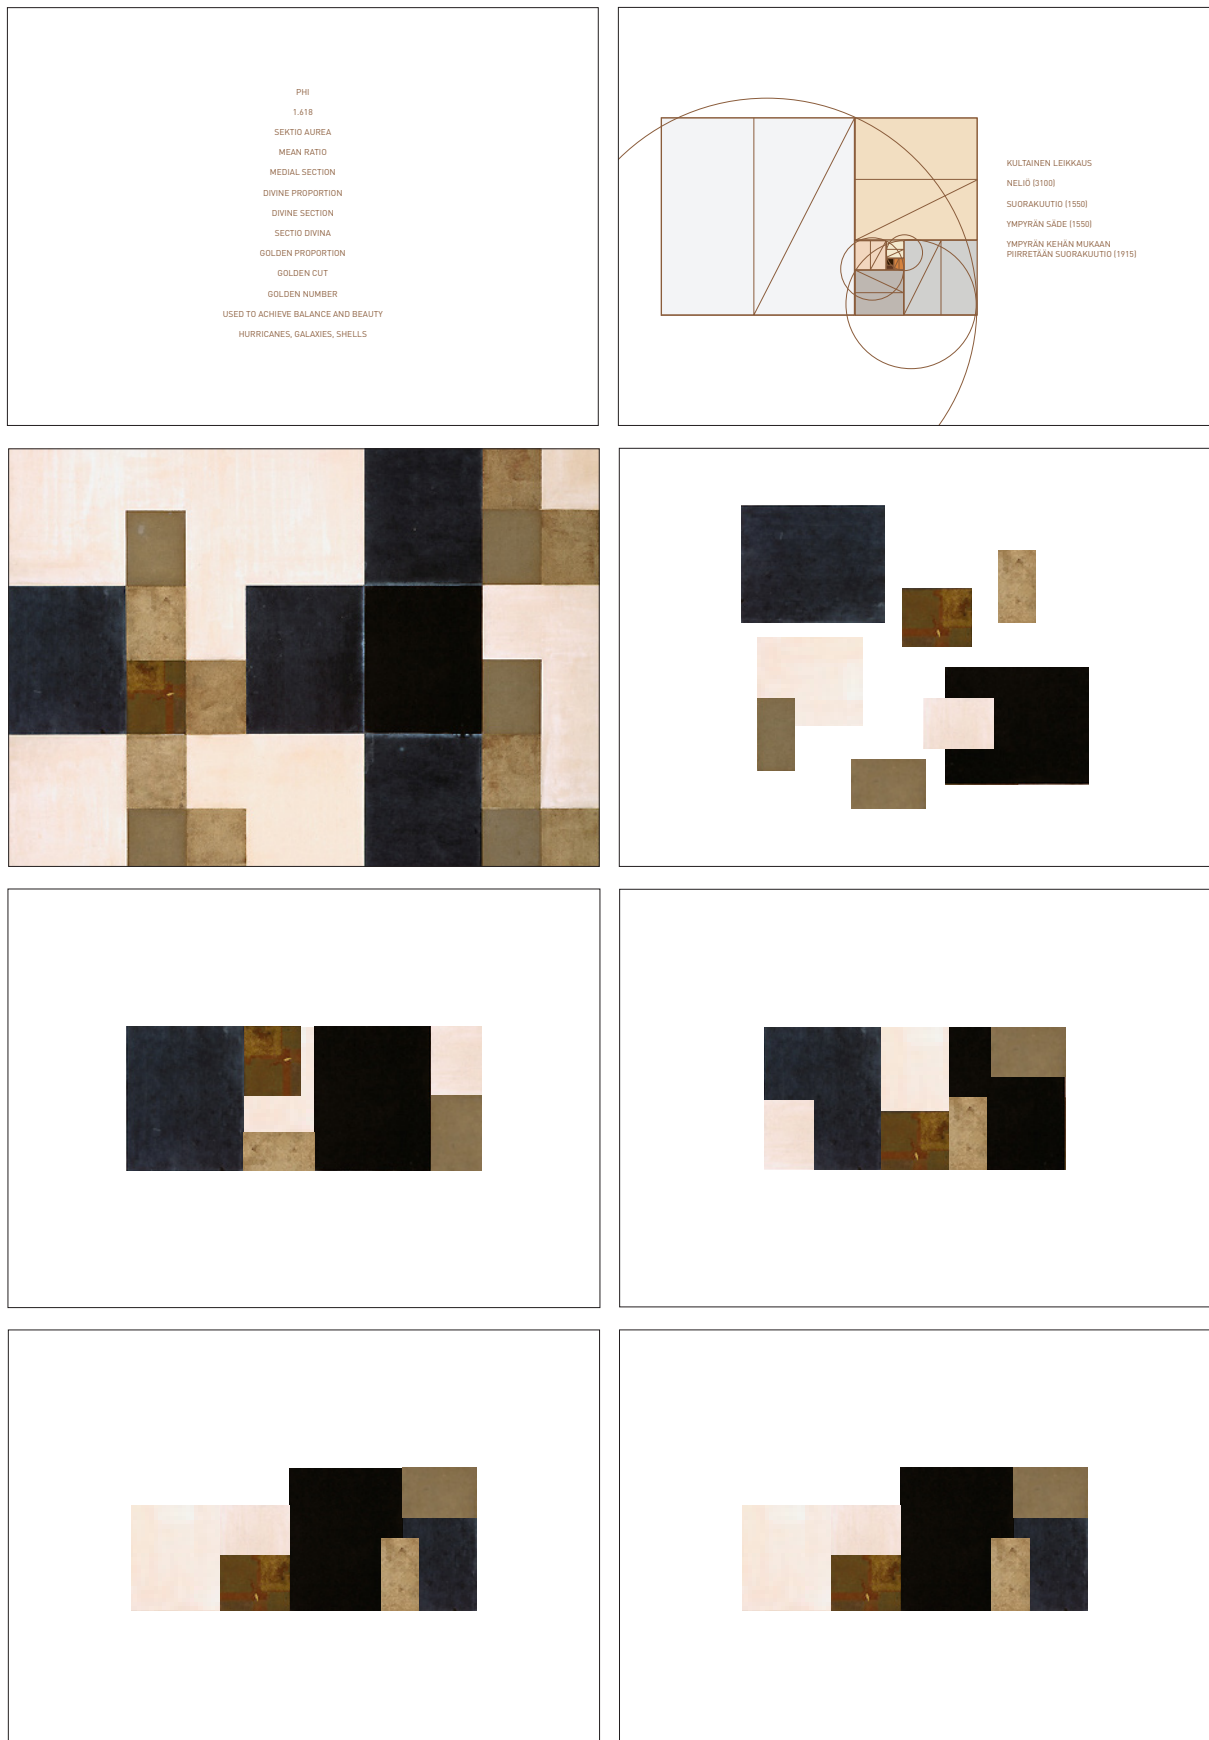 PHI
1.618
SEKTIO AUREA
MEAN RATIO
MEDIAL SECTION
DIVINE PROPORTION
DIVINE SECTION
SECTIO DIVINA
GOLDEN PROPORTION
GOLDEN CUT
GOLDEN NUMBER
USED TO ACHIEVE BALANCE AND BEAUTY
HURRICANES, GALAXIES, SHELLS
KULTAINEN LEIKKAUS
NELIÖ (3100)
SUORAKUUTIO (1550)
YMPYRÄN SÄDE (1550)
YMPYRÄN KEHÄN MUKAAN
PIIRRETÄÄN SUORAKUUTIO (1915)